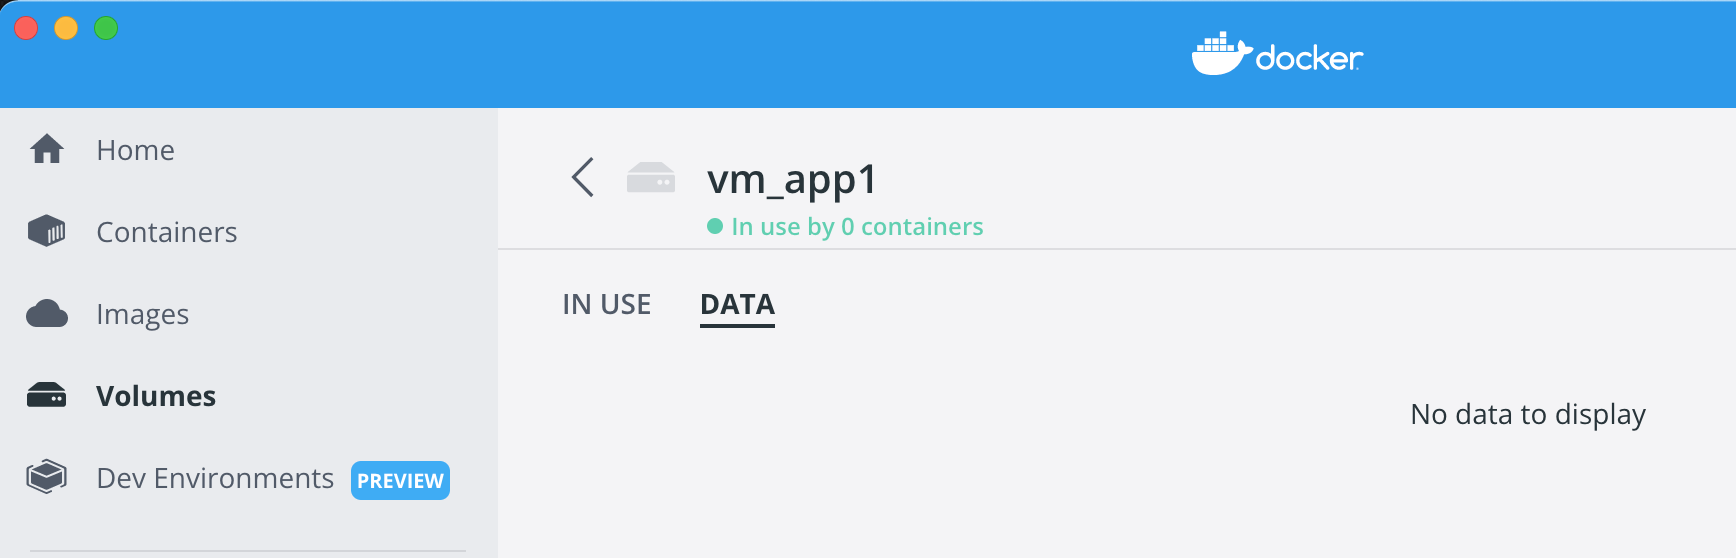 docker
Home
Containers
Images
Volumes
Dev Environments PREVIEW
vm_app1
In use by 0 containers
IN USE DATA
No data to display